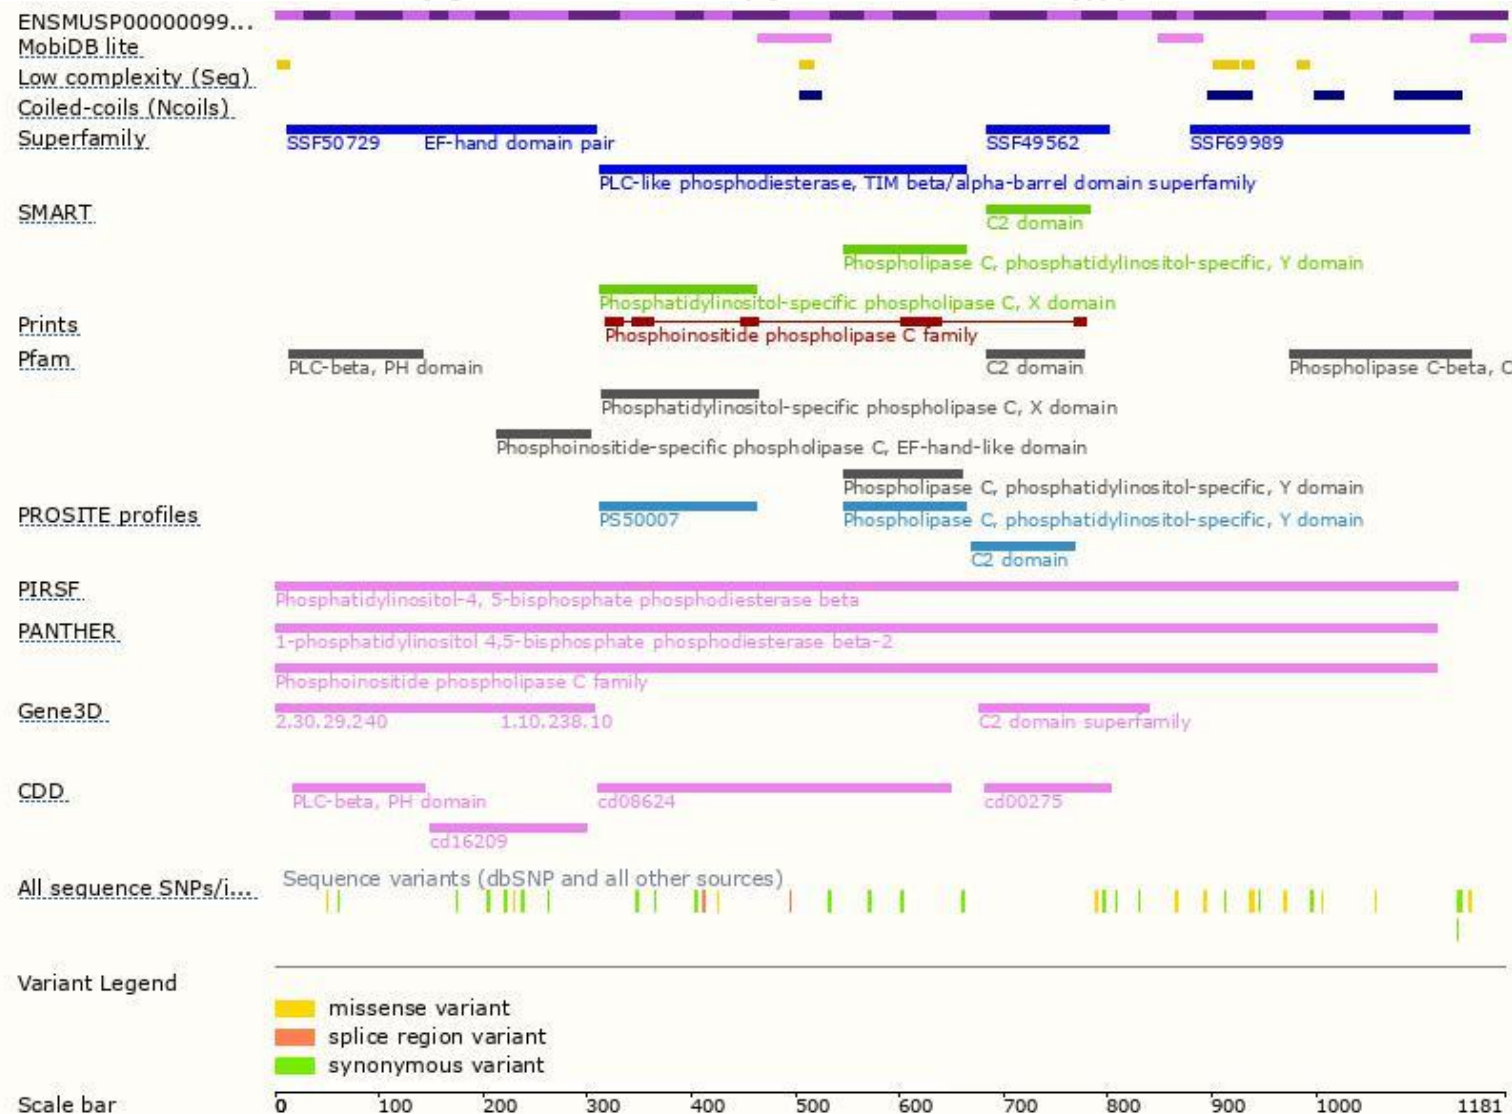 ENSMUSP00000099...
MobiDB lite
Low complexity (Seg)
Coiled-coils (Ncoils)
Superfamily
SSF50729 EF-hand domain pair SSF49562 SSF69989
PLC-like phosphodiesterase, TIM beta/alpha-barrel domain superfamily
SMART
C2 domain
Phospholipase C, phosphatidylinositol-specific, Y domain
Phosphatidylinositol-specific phospholipase C, X domain
Prints
Phosphoinositide phospholipase C family
Pfam
PLC-beta, PH domain C2 domain Phospholipase C-beta, C
Phosphatidylinositol-specific phospholipase C, X domain
Phosphoinositide-specific phospholipase C, EF-hand-like domain
Phospholipase C, phosphatidylinositol-specific, Y domain
PROSITE profiles
PS50007 Phospholipase C, phosphatidylinositol-specific, Y domain
C2 domain
PIRSF
Phosphatidylinositol-4, 5-bisphosphate phosphodiesterase beta
PANTHER
1-phosphatidylinositol 4,5-bisphosphate phosphodiesterase beta-2
Phosphoinositide phospholipase C family
Gene3D
2.30.29.240 1.10.238.10 C2 domain superfamily
CDD
PLC-beta, PH domain cd08624 cd00275
cd16209
All sequence SNPs/i...
Sequence variants (dbSNP and all other sources)
Variant Legend
missense variant
splice region variant
synonymous variant
Scale bar 0 100 200 300 400 500 600 700 800 900 1000 1181